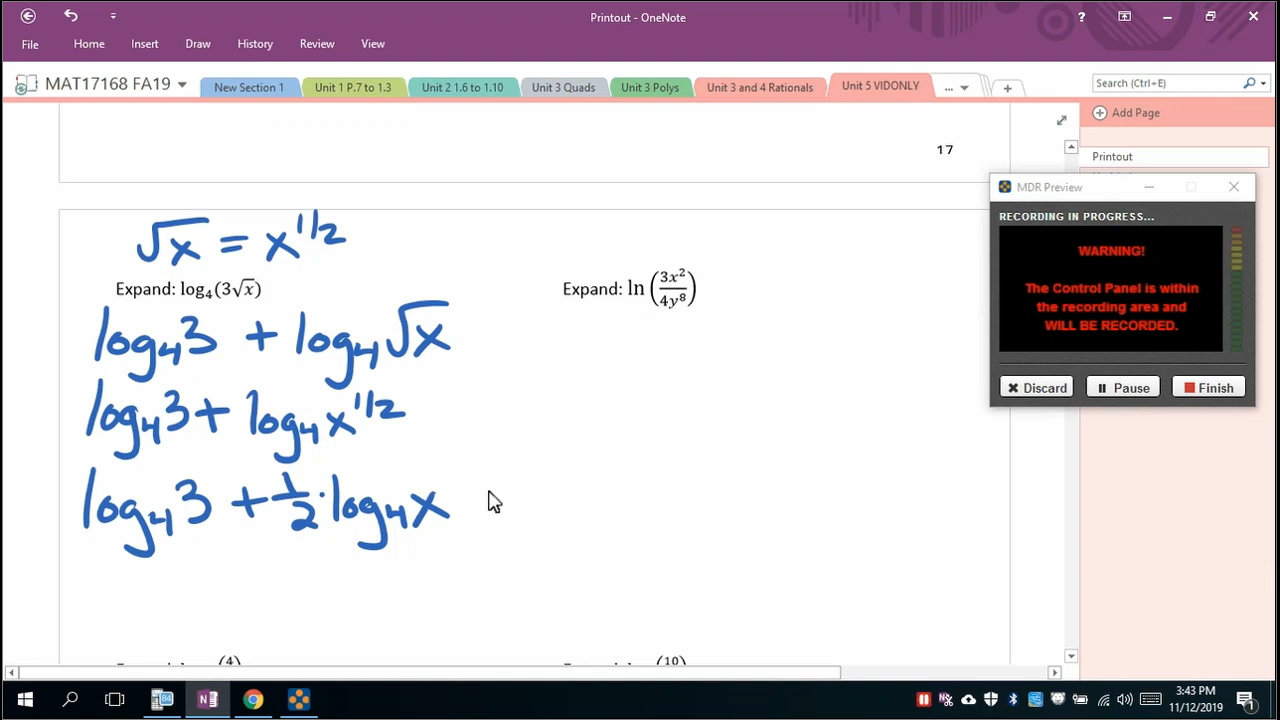 Printout - OneNote
?
File Home Insert Draw History Review View
MAT17168 FA19
New Section 1
Unit 1 P.7 to 1.3
Unit 2 1.6 to 1.10
Unit 3 Quads
Unit 3 Polys
Unit 3 and 4 Rationals
Unit 5 VIDONLY
...
+
Search (Ctrl+E)
Add Page
Printout
17
MDR Preview
RECORDING IN PROGRESS...
WARNING!
The Control Panel is within
the recording area and
WILL BE RECORDED.
Discard
Pause
Finish
√x = x^1/2
Expand: log₄(3√x)
log₄3 + log₄√x
log₄3 + log₄x^1/2
log₄3 + 1/2 · log₄x
Expand: ln (3x²/4y⁸)
(4)
(10)
3:43 PM
11/12/2019
1